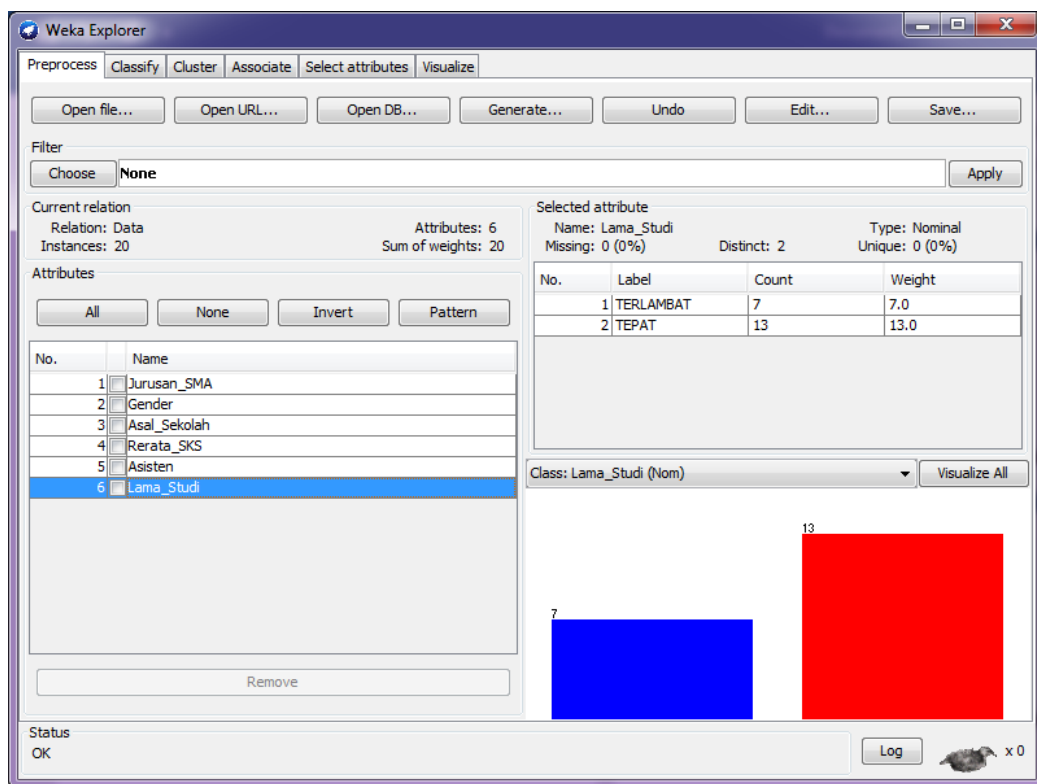 Weka Explorer
Preprocess Classify Cluster Associate Select attributes Visualize
Open file... Open URL... Open DB... Generate... Undo Edit... Save...
Filter
Choose None Apply
Current relation
Relation: Data Attributes: 6
Instances: 20 Sum of weights: 20
Attributes
All None Invert Pattern
No. Name
1 Jurusan_SMA
2 Gender
3 Asal_Sekolah
4 Rerata_SKS
5 Asisten
6 Lama_Studi
Remove
Selected attribute
Name: Lama_Studi Type: Nominal
Missing: 0 (0%) Distinct: 2 Unique: 0 (0%)
No. Label Count Weight
1 TERLAMBAT 7 7.0
2 TEPAT 13 13.0
Class: Lama_Studi (Nom) Visualize All
13
7
Status
OK Log x 0